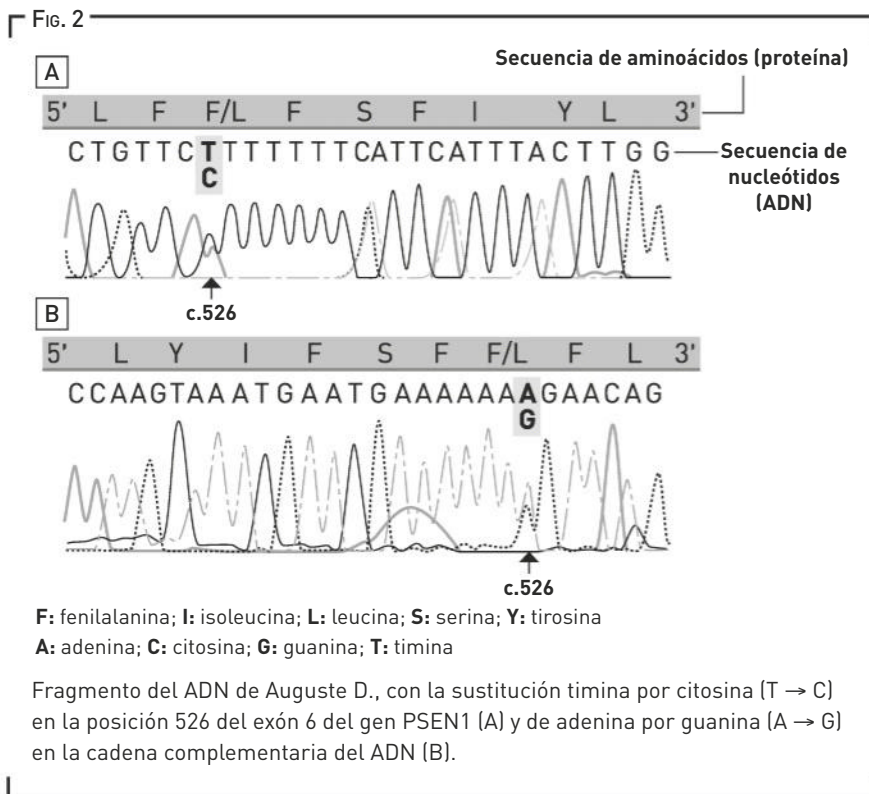 FIG. 2
A
Secuencia de aminoácidos (proteína)
5' L F F/L F S F I Y L 3'
CTGTTCTTTTTTTCATTCATTTACTTGG
C
Secuencia de
nucleótidos
(ADN)
c.526
B
5' L Y I F S F F/L F L 3'
CCAAGTAAATGAATGAAAAAAAGAACAG
G
c.526
F: fenilalanina; I: isoleucina; L: leucina; S: serina; Y: tirosina
A: adenina; C: citosina; G: guanina; T: timina
Fragmento del ADN de Auguste D., con la sustitución timina por citosina (T → C)
en la posición 526 del exón 6 del gen PSEN1 (A) y de adenina por guanina (A → G)
en la cadena complementaria del ADN (B).